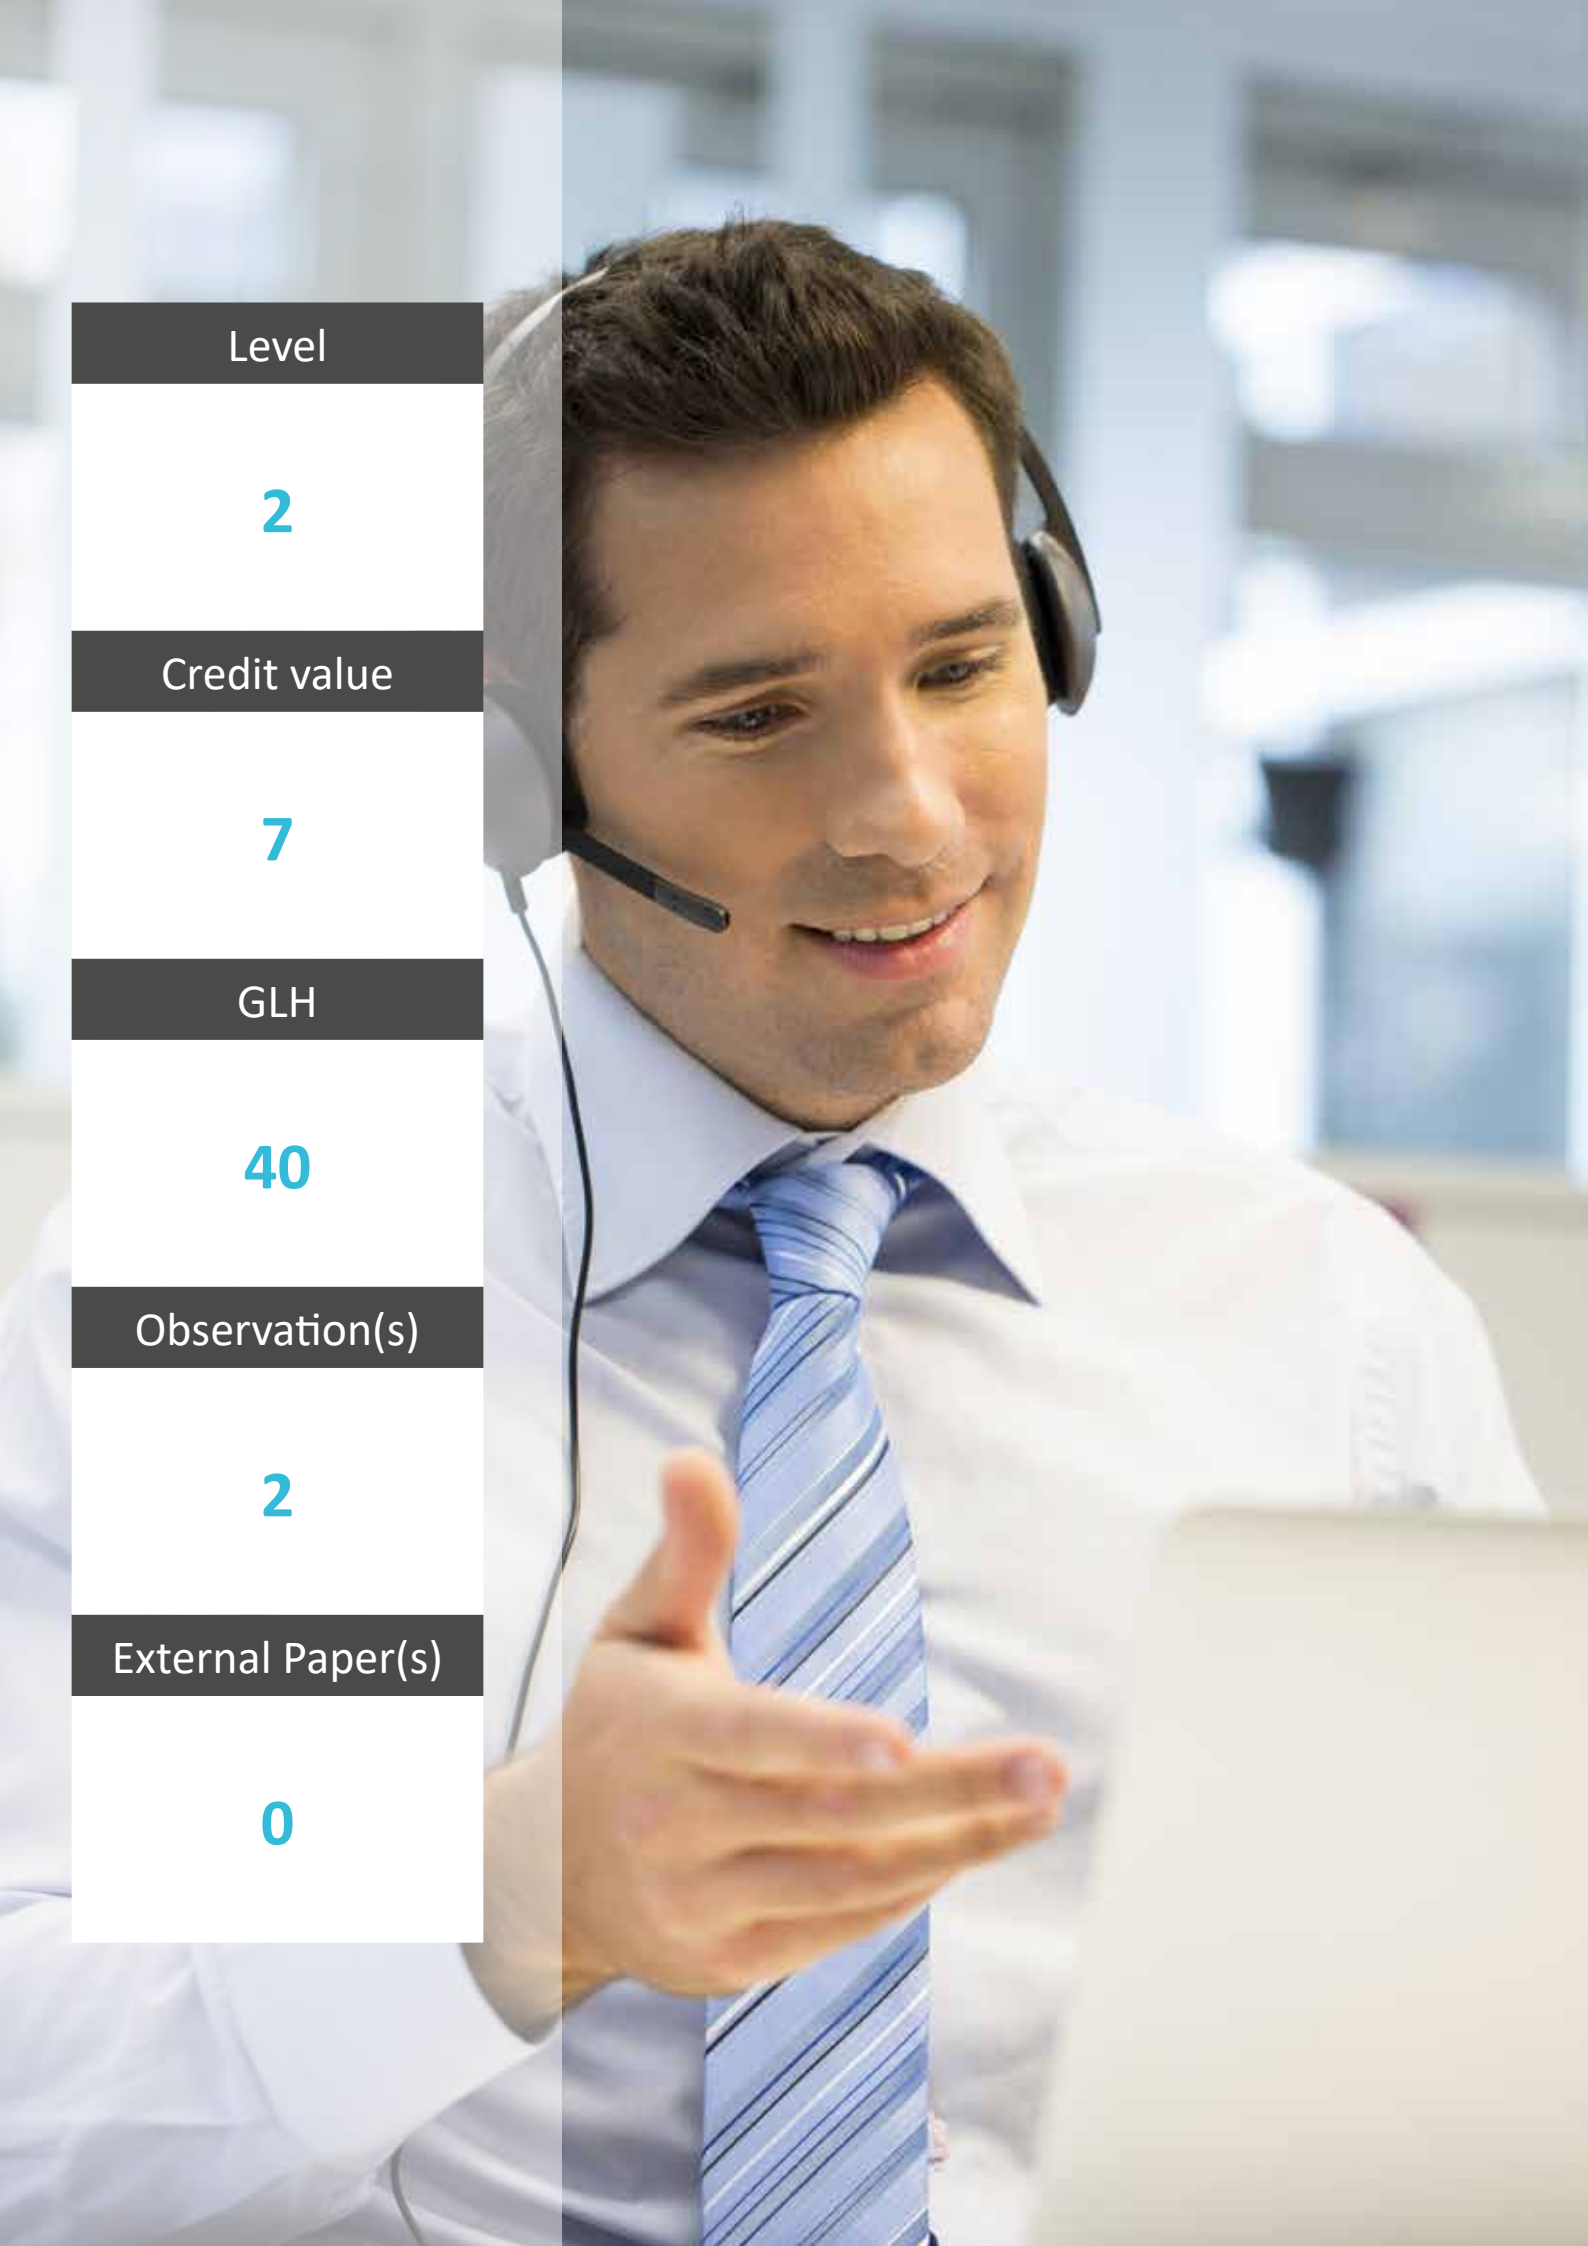 Level
2
Credit value
7
GLH
40
Observation(s)
2
External Paper(s)
0